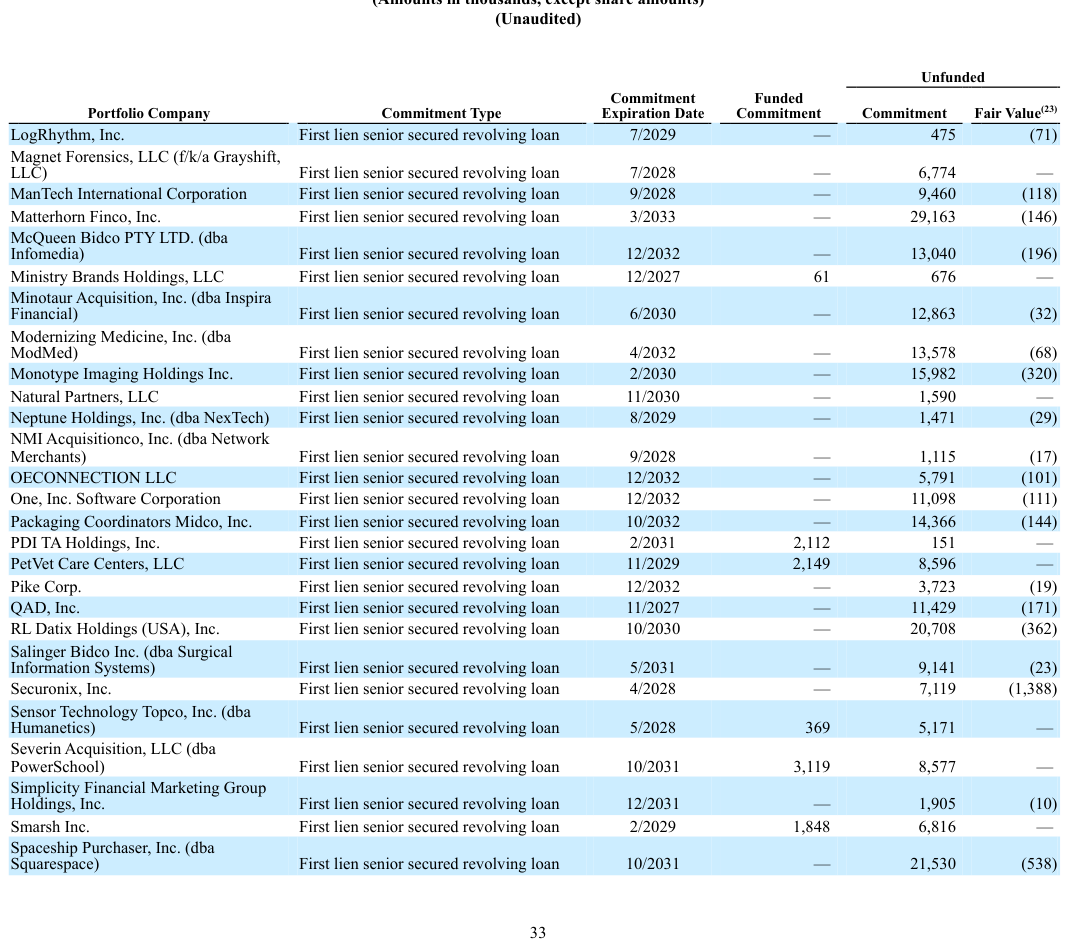 (Amounts in thousands, except share amounts)
(Unaudited)
Unfunded
Portfolio Company Commitment Type Commitment Expiration Date Funded Commitment Commitment Fair Value(23)
LogRhythm, Inc. First lien senior secured revolving loan 7/2029 — 475 (71)
Magnet Forensics, LLC (f/k/a Grayshift,
LLC) First lien senior secured revolving loan 7/2028 — 6,774 —
ManTech International Corporation First lien senior secured revolving loan 9/2028 — 9,460 (118)
Matterhorn Finco, Inc. First lien senior secured revolving loan 3/2033 — 29,163 (146)
McQueen Bidco PTY LTD. (dba
Infomedia) First lien senior secured revolving loan 12/2032 — 13,040 (196)
Ministry Brands Holdings, LLC First lien senior secured revolving loan 12/2027 61 676 —
Minotaur Acquisition, Inc. (dba Inspira
Financial) First lien senior secured revolving loan 6/2030 — 12,863 (32)
Modernizing Medicine, Inc. (dba
ModMed) First lien senior secured revolving loan 4/2032 — 13,578 (68)
Monotype Imaging Holdings Inc. First lien senior secured revolving loan 2/2030 — 15,982 (320)
Natural Partners, LLC First lien senior secured revolving loan 11/2030 — 1,590 —
Neptune Holdings, Inc. (dba NexTech) First lien senior secured revolving loan 8/2029 — 1,471 (29)
NMI Acquisitionco, Inc. (dba Network
Merchants) First lien senior secured revolving loan 9/2028 — 1,115 (17)
OECONNECTION LLC First lien senior secured revolving loan 12/2032 — 5,791 (101)
One, Inc. Software Corporation First lien senior secured revolving loan 12/2032 — 11,098 (111)
Packaging Coordinators Midco, Inc. First lien senior secured revolving loan 10/2032 — 14,366 (144)
PDI TA Holdings, Inc. First lien senior secured revolving loan 2/2031 2,112 151 —
PetVet Care Centers, LLC First lien senior secured revolving loan 11/2029 2,149 8,596 —
Pike Corp. First lien senior secured revolving loan 12/2032 — 3,723 (19)
QAD, Inc. First lien senior secured revolving loan 11/2027 — 11,429 (171)
RL Datix Holdings (USA), Inc. First lien senior secured revolving loan 10/2030 — 20,708 (362)
Salinger Bidco Inc. (dba Surgical
Information Systems) First lien senior secured revolving loan 5/2031 — 9,141 (23)
Securonix, Inc. First lien senior secured revolving loan 4/2028 — 7,119 (1,388)
Sensor Technology Topco, Inc. (dba
Humanetics) First lien senior secured revolving loan 5/2028 369 5,171 —
Severin Acquisition, LLC (dba
PowerSchool) First lien senior secured revolving loan 10/2031 3,119 8,577 —
Simplicity Financial Marketing Group
Holdings, Inc. First lien senior secured revolving loan 12/2031 — 1,905 (10)
Smarsh Inc. First lien senior secured revolving loan 2/2029 1,848 6,816 —
Spaceship Purchaser, Inc. (dba
Squarespace) First lien senior secured revolving loan 10/2031 — 21,530 (538)
33